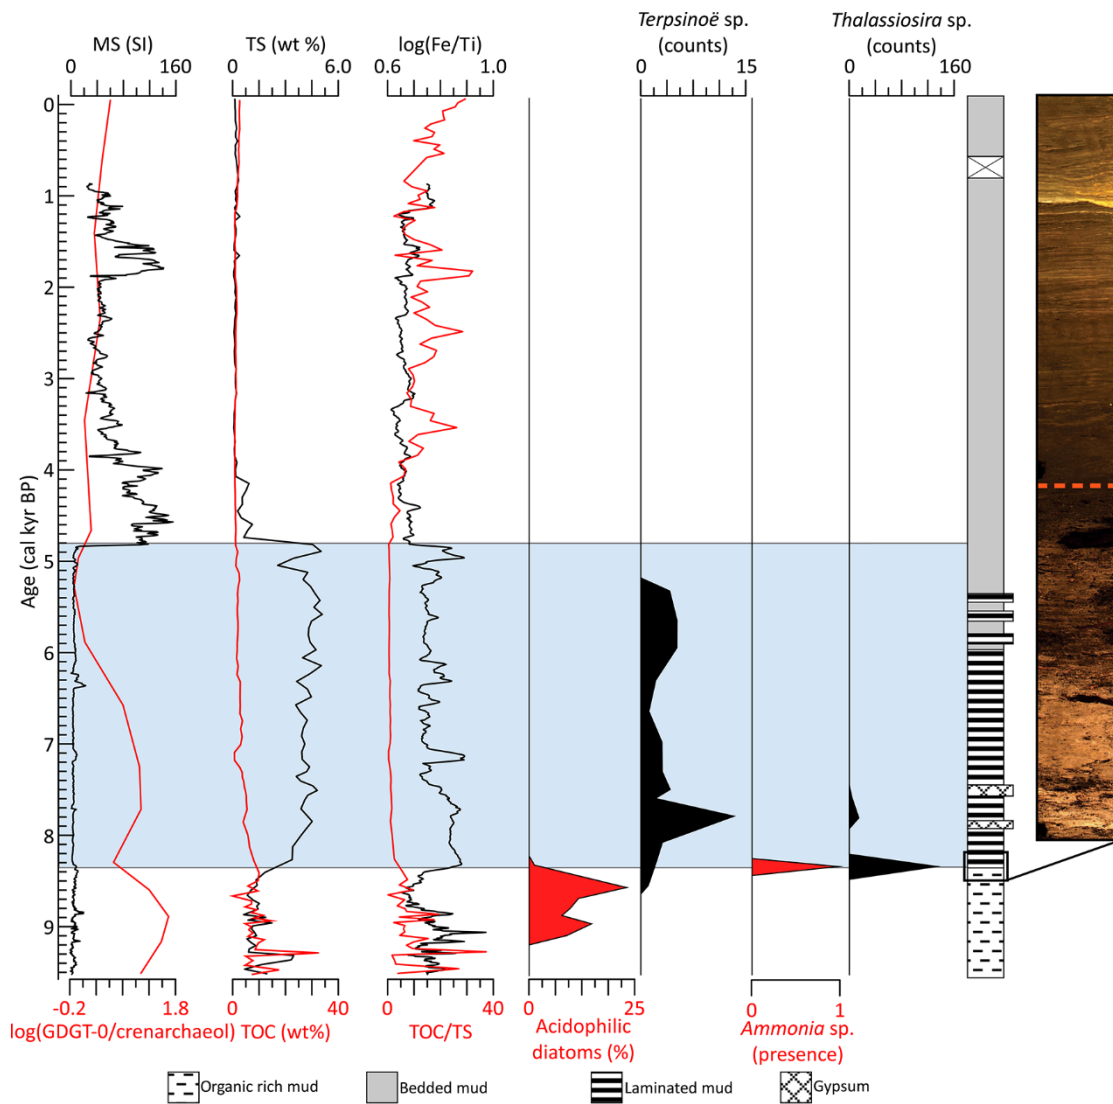 Terpsinoë sp.
(counts)
Thalassiosira sp.
(counts)
MS (SI)
TS (wt %)
log(Fe/Ti)
0 160
0 6.0
0.6 1.0
0 15
0 160
Age (cal kyr BP)
0
1
2
3
4
5
6
7
8
9
-0.2 1.8
0 40
0 40
0 25
0 1
log(GDGT-0/crenarchaeol)
TOC (wt%)
TOC/TS
Acidophilic
diatoms (%)
Ammonia sp.
(presence)
Organic rich mud
Bedded mud
Laminated mud
Gypsum